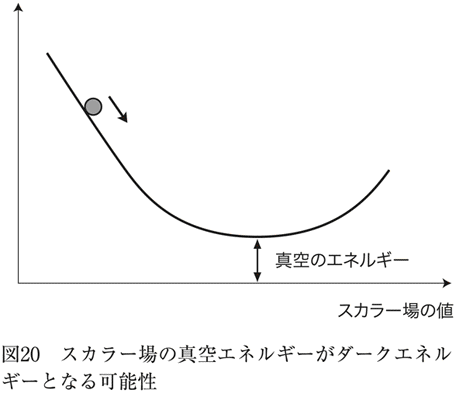 真空のエネルギー
スカラー場の値
図20　スカラー場の真空エネルギーがダークエネル
ギーとなる可能性